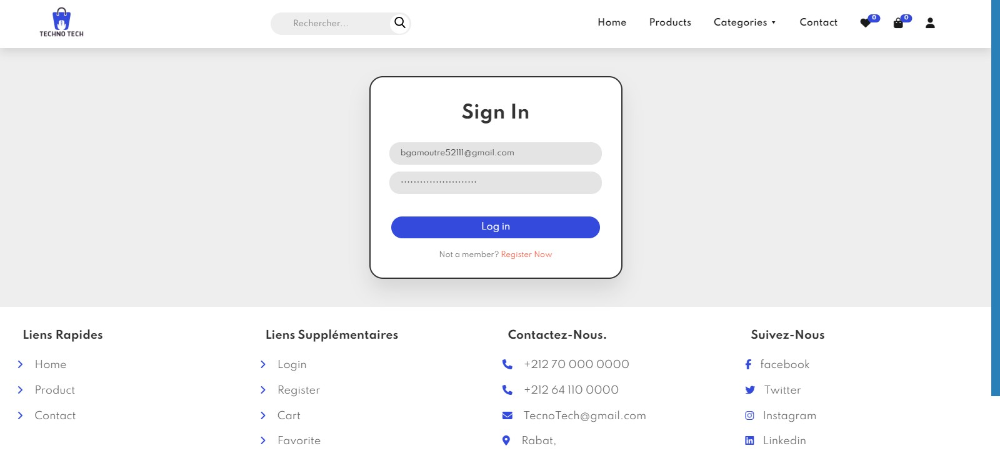 TECHNO TECH
Rechercher...
Home Products Categories ▼ Contact 0 0
Sign In
bgamoutre52111@gmail.com
························
Log in
Not a member? Register Now
Liens Rapides
Home
Product
Contact
Liens Supplémentaires
Login
Register
Cart
Favorite
Contactez-Nous.
+212 70 000 0000
+212 64 110 0000
TecnoTech@gmail.com
Rabat,
Suivez-Nous
facebook
Twitter
Instagram
Linkedin